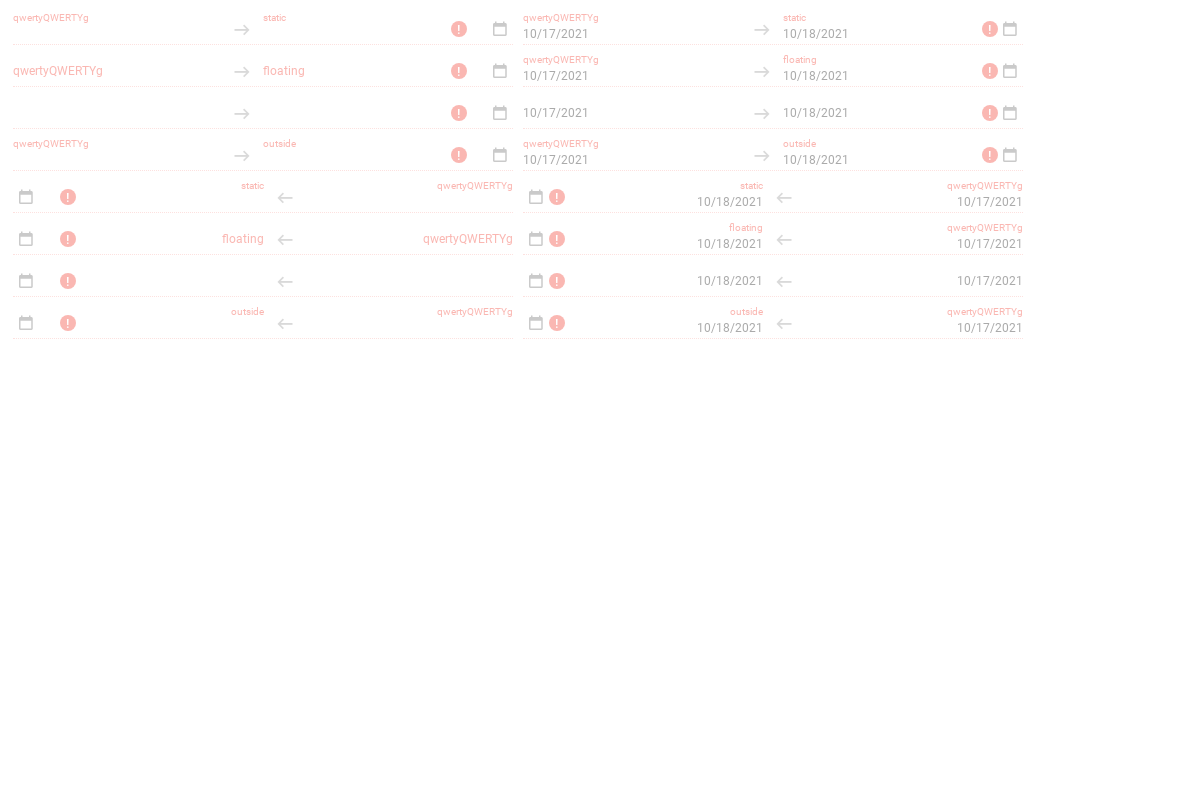 qwertyQWERTYg static qwertyQWERTYg static
10/17/2021 10/18/2021
qwertyQWERTYg floating qwertyQWERTYg floating
10/17/2021 10/18/2021
10/17/2021 10/18/2021
qwertyQWERTYg outside qwertyQWERTYg outside
10/17/2021 10/18/2021
static qwertyQWERTYg static qwertyQWERTYg
10/18/2021 10/17/2021
floating qwertyQWERTYg floating qwertyQWERTYg
10/18/2021 10/17/2021
10/18/2021 10/17/2021
outside qwertyQWERTYg outside qwertyQWERTYg
10/18/2021 10/17/2021